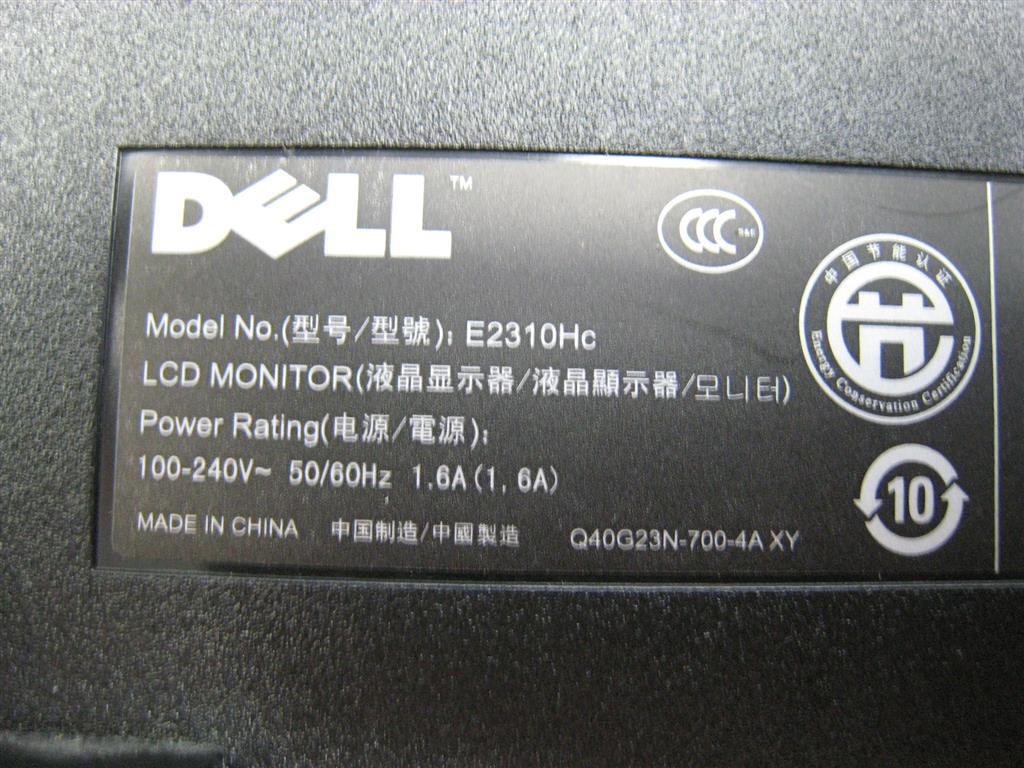 DELL™
CCC S&E
中国节能认证
Energy Conservation Certification
Model No.(型号/型號): E2310Hc
LCD MONITOR(液晶显示器/液晶顯示器/모니터)
Power Rating(电源/電源):
100-240V~ 50/60Hz 1.6A(1,6A)
10
MADE IN CHINA 中国制造/中國製造 Q40G23N-700-4A XY